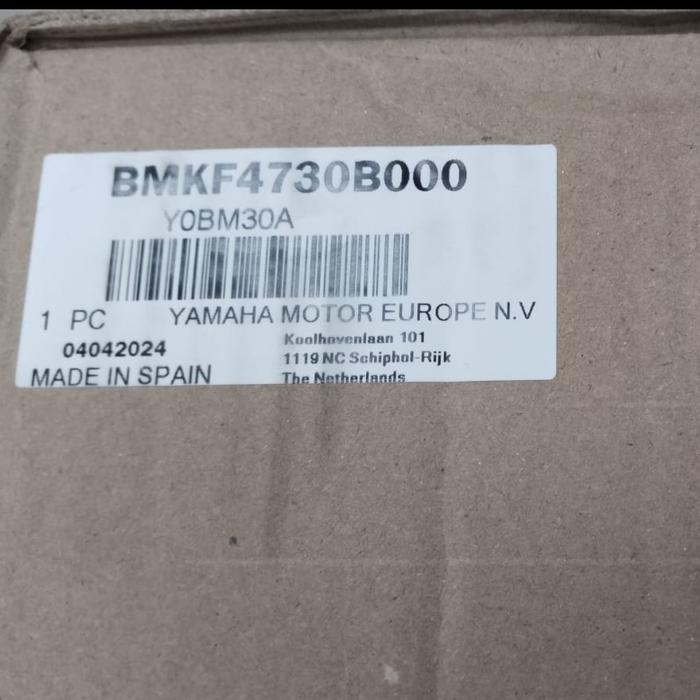 BMKF4730B000
Y0BM30A
1 PC YAMAHA MOTOR EUROPE N.V
04042024 Koolhovenlaan 101
1119 NC Schiphol-Rijk
MADE IN SPAIN The Netherlands